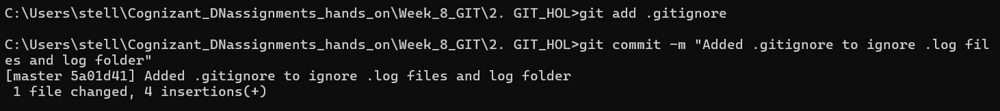 C:\Users\stell\Cognizant_DNassignments_hands_on\Week_8_GIT\2. GIT_HOL>git add .gitignore
C:\Users\stell\Cognizant_DNassignments_hands_on\Week_8_GIT\2. GIT_HOL>git commit -m "Added .gitignore to ignore .log fil
es and log folder"
[master 5a01d41] Added .gitignore to ignore .log files and log folder
 1 file changed, 4 insertions(+)